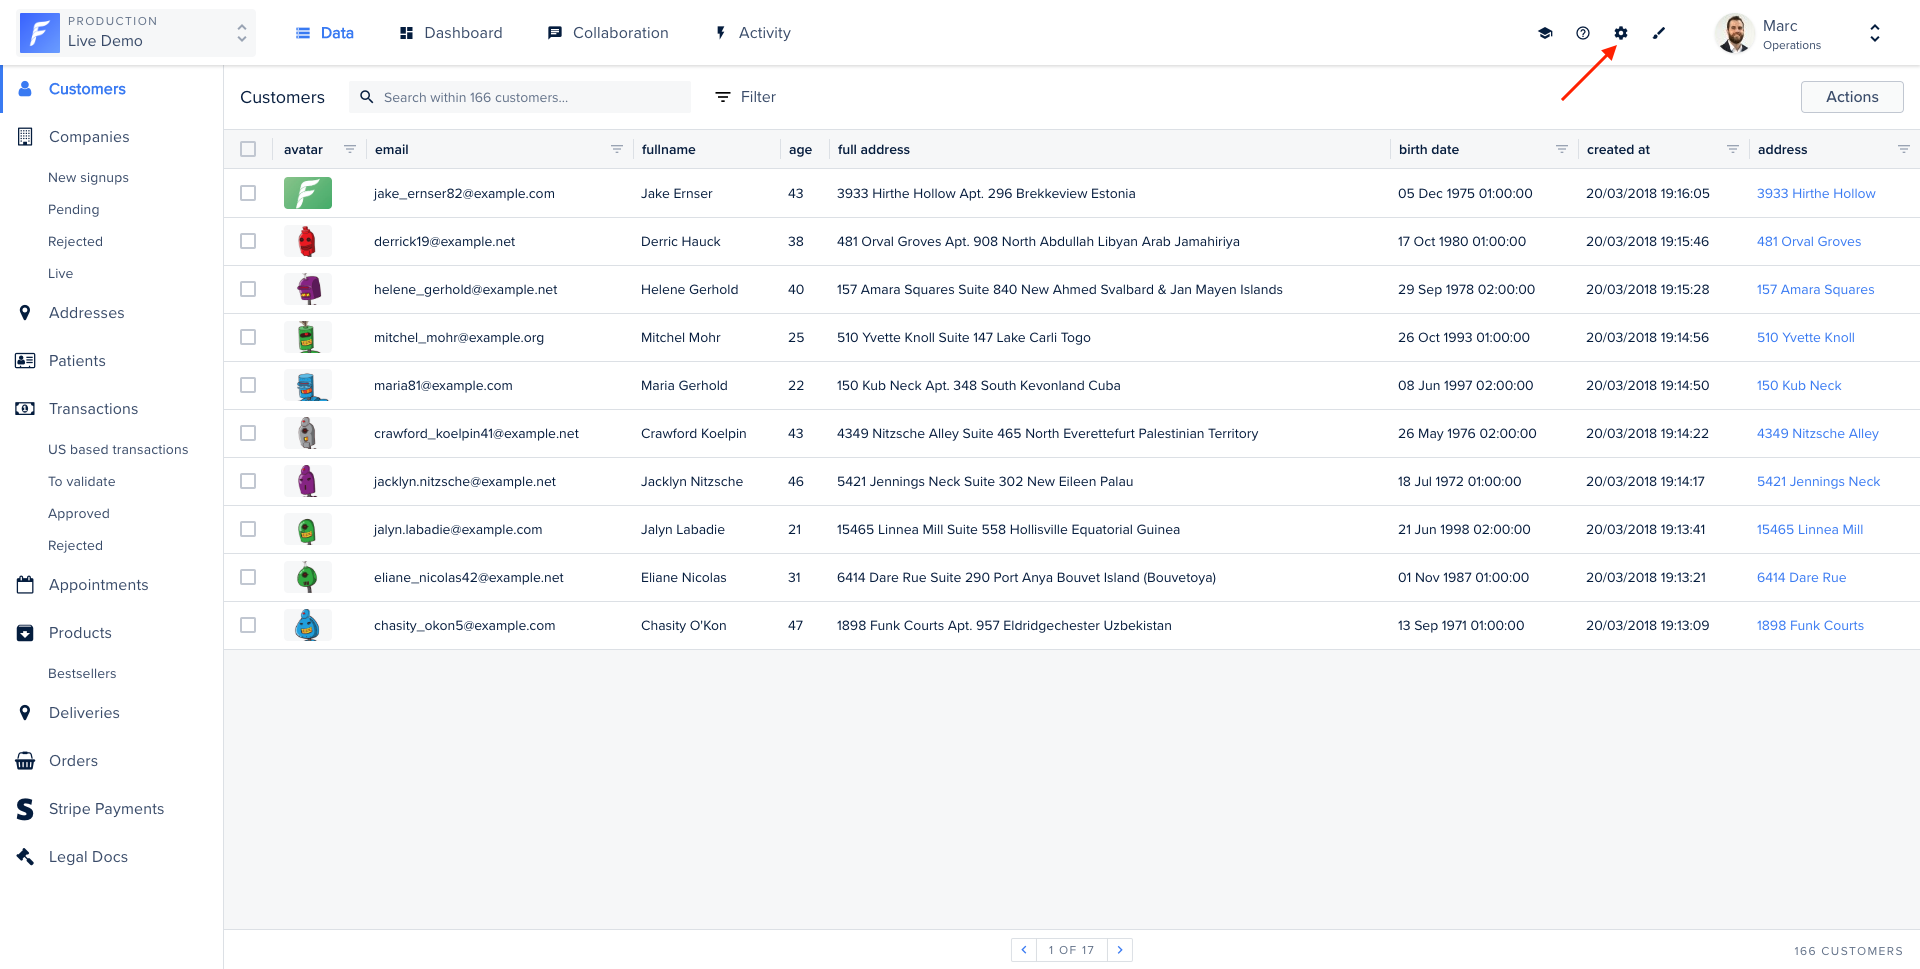 PRODUCTION
Live Demo
Data
Dashboard
Collaboration
Activity
Marc
Operations
Customers
Companies
New signups
Pending
Rejected
Live
Addresses
Patients
Transactions
US based transactions
To validate
Approved
Rejected
Appointments
Products
Bestsellers
Deliveries
Orders
Stripe Payments
Legal Docs
Customers
Search within 166 customers...
Filter
Actions
avatar email fullname age full address birth date created at address
jake_ernser82@example.com Jake Ernser 43 3933 Hirthe Hollow Apt. 296 Brekkeview Estonia 05 Dec 1975 01:00:00 20/03/2018 19:16:05 3933 Hirthe Hollow
derrick19@example.net Derric Hauck 38 481 Orval Groves Apt. 908 North Abdullah Libyan Arab Jamahiriya 17 Oct 1980 01:00:00 20/03/2018 19:15:46 481 Orval Groves
helene_gerhold@example.net Helene Gerhold 40 157 Amara Squares Suite 840 New Ahmed Svalbard & Jan Mayen Islands 29 Sep 1978 02:00:00 20/03/2018 19:15:28 157 Amara Squares
mitchel_mohr@example.org Mitchel Mohr 25 510 Yvette Knoll Suite 147 Lake Carli Togo 26 Oct 1993 01:00:00 20/03/2018 19:14:56 510 Yvette Knoll
maria81@example.com Maria Gerhold 22 150 Kub Neck Apt. 348 South Kevonland Cuba 08 Jun 1997 02:00:00 20/03/2018 19:14:50 150 Kub Neck
crawford_koelpin41@example.net Crawford Koelpin 43 4349 Nitzsche Alley Suite 465 North Everettefurt Palestinian Territory 26 May 1976 02:00:00 20/03/2018 19:14:22 4349 Nitzsche Alley
jacklyn.nitzsche@example.net Jacklyn Nitzsche 46 5421 Jennings Neck Suite 302 New Eileen Palau 18 Jul 1972 01:00:00 20/03/2018 19:14:17 5421 Jennings Neck
jalyn.labadie@example.com Jalyn Labadie 21 15465 Linnea Mill Suite 558 Hollisville Equatorial Guinea 21 Jun 1998 02:00:00 20/03/2018 19:13:41 15465 Linnea Mill
eliane_nicolas42@example.net Eliane Nicolas 31 6414 Dare Rue Suite 290 Port Anya Bouvet Island (Bouvetoya) 01 Nov 1987 01:00:00 20/03/2018 19:13:21 6414 Dare Rue
chasity_okon5@example.com Chasity O'Kon 47 1898 Funk Courts Apt. 957 Eldridgechester Uzbekistan 13 Sep 1971 01:00:00 20/03/2018 19:13:09 1898 Funk Courts
1 OF 17
166 CUSTOMERS